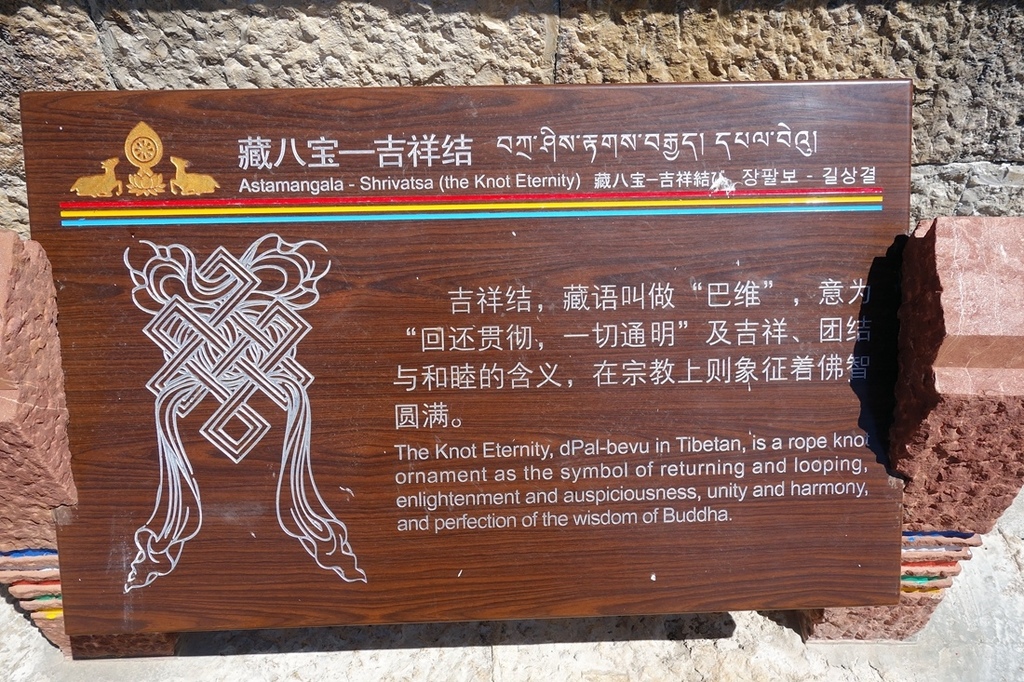 藏八宝—吉祥结 བཀྲ་ཤིས་རྟགས་བརྒྱད། དཔལ་བེའུ།
Astamangala - Shrivatsa (the Knot Eternity) 藏八宝—吉祥結び 장팔보 - 길상결
吉祥结，藏语叫做“巴维”，意为
“回还贯彻，一切通明”及吉祥、团结
与和睦的含义，在宗教上则象征着佛智
圆满。
The Knot Eternity, dPal-bevu in Tibetan, is a rope knot
ornament as the symbol of returning and looping,
enlightenment and auspiciousness, unity and harmony,
and perfection of the wisdom of Buddha.